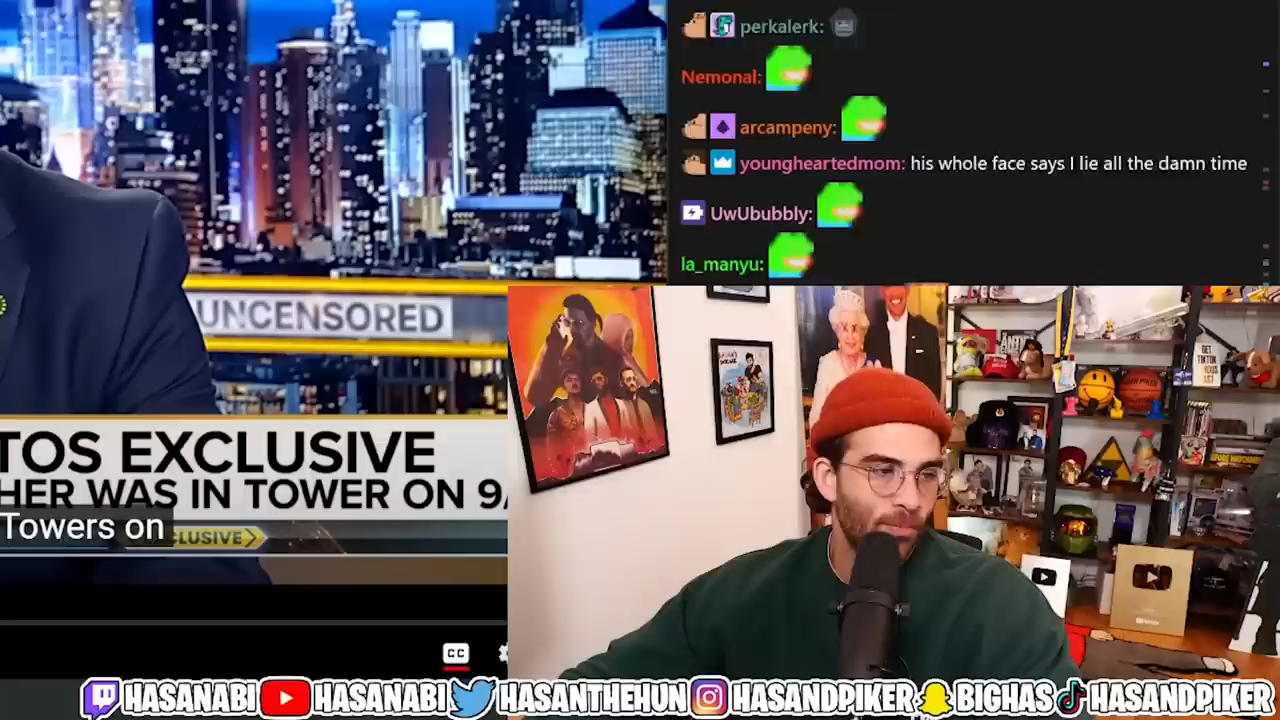 perkalerk:
Nemonal:
arcampeny:
youngheartedmom: his whole face says I lie all the damn time
UwUbubbly:
la_manyu:
UNCENSORED
TOS EXCLUSIVE
HER WAS IN TOWER ON 9/
Towers on
CLUSIVE
CC
HASANABI HASANABI HASANTHEHUN HASANDPIKER BIGHAS HASANDPIKER